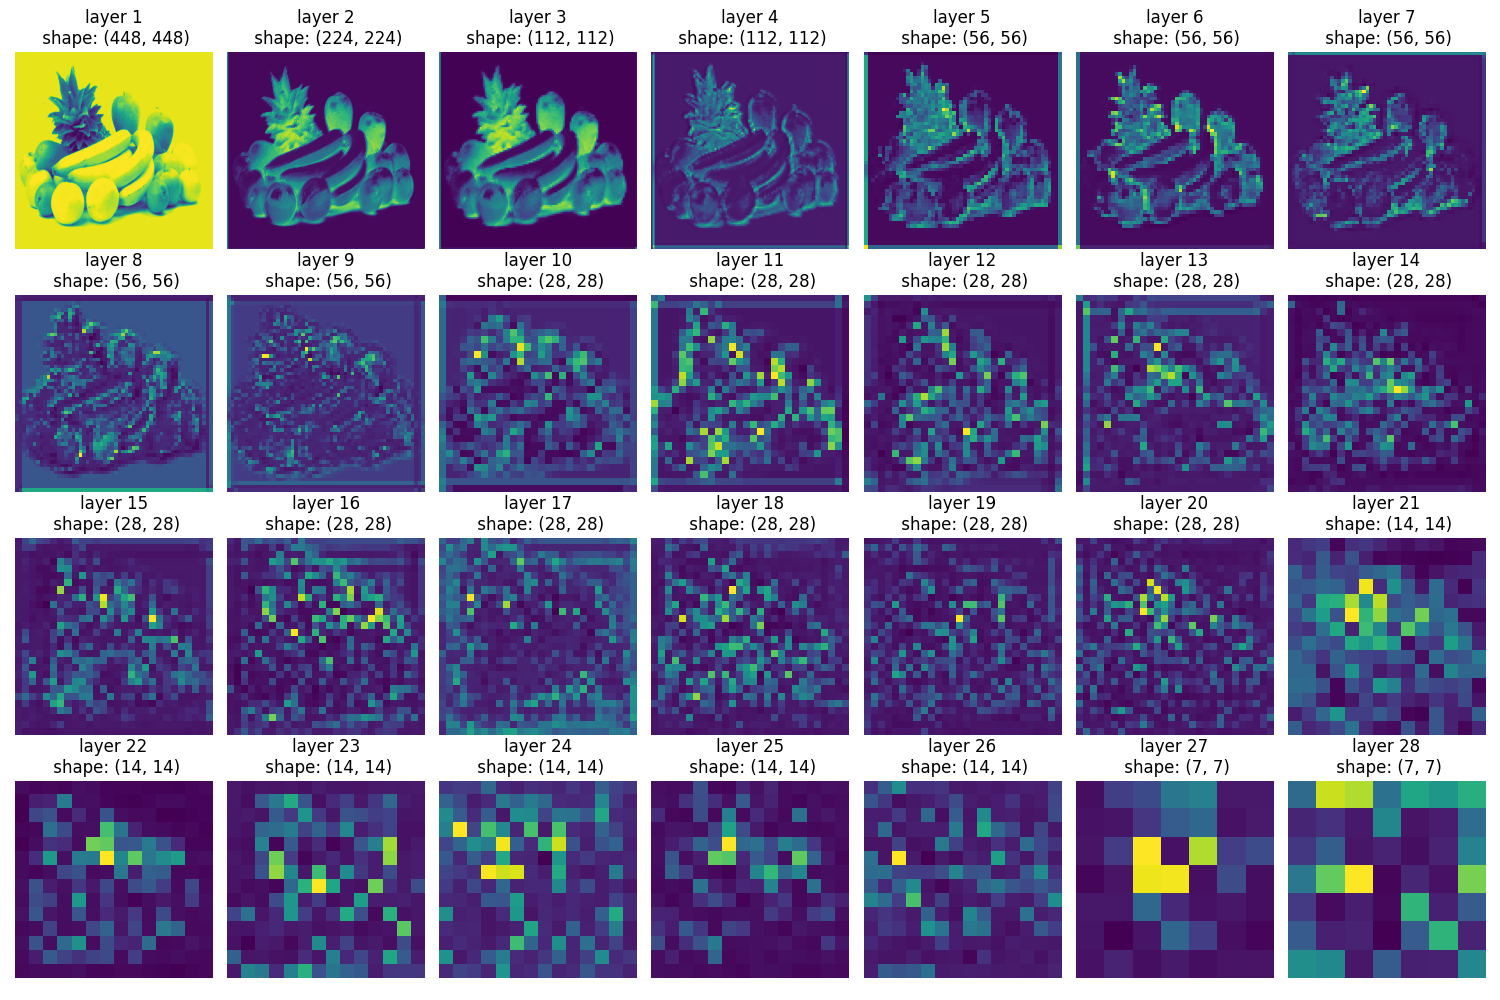 layer 1
shape: (448, 448)
layer 2
shape: (224, 224)
layer 3
shape: (112, 112)
layer 4
shape: (112, 112)
layer 5
shape: (56, 56)
layer 6
shape: (56, 56)
layer 7
shape: (56, 56)
layer 8
shape: (56, 56)
layer 9
shape: (56, 56)
layer 10
shape: (28, 28)
layer 11
shape: (28, 28)
layer 12
shape: (28, 28)
layer 13
shape: (28, 28)
layer 14
shape: (28, 28)
layer 15
shape: (28, 28)
layer 16
shape: (28, 28)
layer 17
shape: (28, 28)
layer 18
shape: (28, 28)
layer 19
shape: (28, 28)
layer 20
shape: (28, 28)
layer 21
shape: (14, 14)
layer 22
shape: (14, 14)
layer 23
shape: (14, 14)
layer 24
shape: (14, 14)
layer 25
shape: (14, 14)
layer 26
shape: (14, 14)
layer 27
shape: (7, 7)
layer 28
shape: (7, 7)